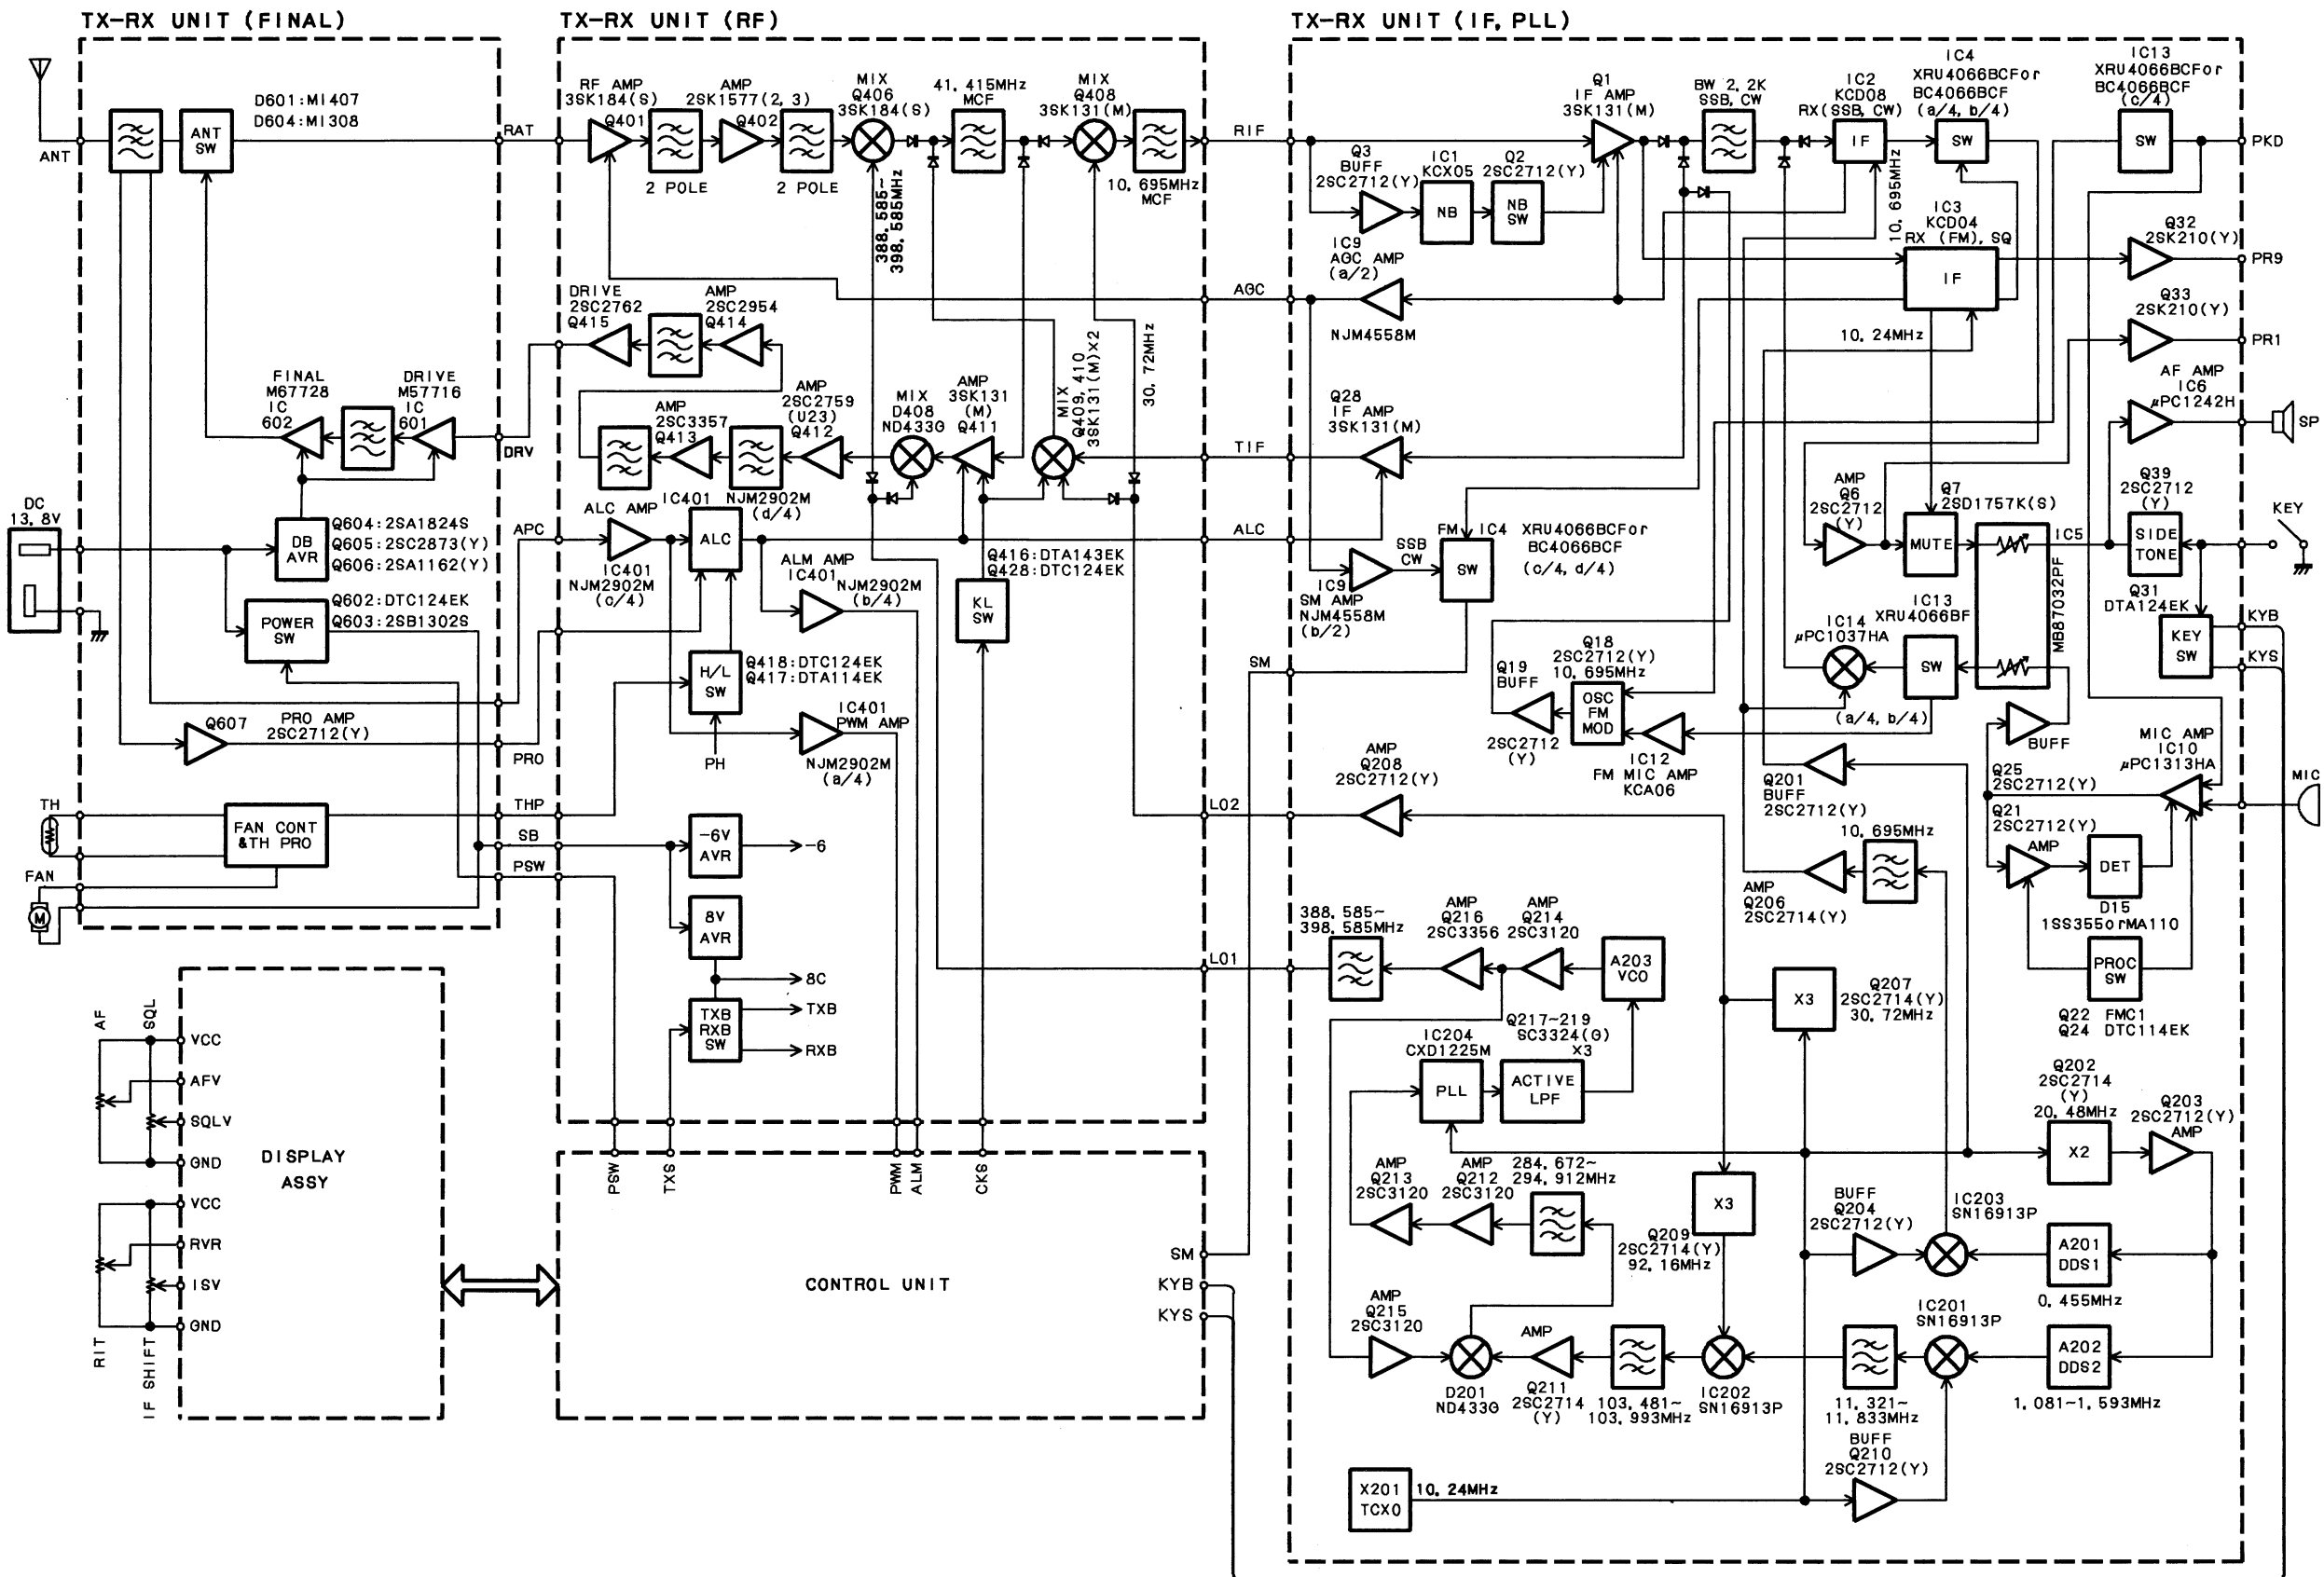 TX-RX UNIT (FINAL)
ANT
ANT
SW
D601:MI407
D604:MI308
RAT
FINAL
M67728
IC
602
DRIVE
M57716
IC
601
DRV
DC
13.8V
DB
AVR
Q604:2SA1824S
Q605:2SC2873(Y)
Q606:2SA1162(Y)
APC
POWER
SW
Q602:DTC124EK
Q603:2SB1302S
Q607
PRO AMP
2SC2712(Y)
PRO
TH
FAN CONT
&TH PRO
THP
SB
PSW
FAN
M
TX-RX UNIT (RF)
RF AMP
3SK184(S)
Q401
2 POLE
AMP
2SK1577(2,3)
Q402
2 POLE
MIX
Q406
3SK184(S)
41.415MHz
MCF
MIX
Q408
3SK131(M)
10.695MHz
MCF
RIF
388.585~
398.585MHz
AGC
DRIVE
2SC2762
Q415
AMP
2SC2954
Q414
AMP
2SC3357
Q413
AMP
2SC2759
(U23)
Q412
MIX
D408
ND433G
AMP
3SK131
(M)
Q411
MIX
Q409,410
3SK131(M)X2
30.72MHz
TIF
ALC AMP
IC401
NJM2902M
(c/4)
IC401
NJM2902M
(d/4)
ALC
ALC
ALM AMP
IC401
NJM2902M
(b/4)
Q416:DTA143EK
Q428:DTC124EK
KL
SW
H/L
SW
Q418:DTC124EK
Q417:DTA114EK
PH
IC401
PWM AMP
NJM2902M
(a/4)
SM
LO2
-6V
AVR
-6
8V
AVR
8C
TXB
RXB
SW
TXB
RXB
LO1
PSW
TXS
PWM
ALM
CKS
CONTROL UNIT
SM
KYB
KYS
AF
SQL
VCC
AFV
SQLV
GND
VCC
RVR
ISV
GND
RIT
IF SHIFT
DISPLAY
ASSY
TX-RX UNIT (IF, PLL)
Q1
IF AMP
3SK131(M)
BW 2.2K
SSB, CW
IC2
KCD08
RX(SSB, CW)
IF
IC4
XRU4066BCFor
BC4066BCF
(a/4, b/4)
SW
IC13
XRU4066BCFor
BC4066BCF
(c/4)
SW
PKD
Q3
BUFF
2SC2712(Y)
IC1
KCX05
NB
Q2
2SC2712(Y)
NB
SW
10.695MHz
IC3
KCD04
RX (FM), SQ
IF
Q32
2SK210(Y)
PR9
IC9
AGC AMP
(a/2)
NJM4558M
10.24MHz
Q33
2SK210(Y)
PR1
AF AMP
IC6
μPC1242H
SP
Q28
IF AMP
3SK131(M)
AMP
Q6
2SC2712
(Y)
Q7
2SD1757K(S)
MUTE
IC5
MB87032PF
Q39
2SC2712
(Y)
SIDE
TONE
KEY
IC9
SM AMP
NJM4558M
(b/2)
SSB
CW
FM
IC4
SW
XRU4066BCFor
BC4066BCF
(c/4, d/4)
Q31
DTA124EK
KEY
SW
KYB
KYS
IC14
μPC1037HA
IC13
XRU4066BF
SW
(a/4, b/4)
Q19
BUFF
2SC2712
(Y)
Q18
2SC2712(Y)
10.695MHz
OSC
FM
MOD
IC12
FM MIC AMP
KCA06
BUFF
Q25
2SC2712(Y)
MIC AMP
IC10
μPC1313HA
MIC
AMP
Q208
2SC2712(Y)
Q201
BUFF
2SC2712(Y)
Q21
2SC2712(Y)
AMP
DET
D15
1SS355orMA110
PROC
SW
Q22 FMC1
Q24 DTC114EK
10.695MHz
AMP
Q206
2SC2714(Y)
388.585~
398.585MHz
AMP
Q216
2SC3356
AMP
Q214
2SC3120
A203
VCO
X3
Q207
2SC2714(Y)
30.72MHz
IC204
CXD1225M
PLL
Q217~219
SC3324(G)
X3
ACTIVE
LPF
Q202
2SC2714
(Y)
20.48MHz
X2
Q203
2SC2712(Y)
AMP
AMP
Q213
2SC3120
AMP
Q212
2SC3120
284.672~
294.912MHz
X3
Q209
2SC2714(Y)
92.16MHz
BUFF
Q204
2SC2712(Y)
IC203
SN16913P
A201
DDS1
0.455MHz
AMP
Q215
2SC3120
D201
ND433G
AMP
Q211
2SC2714
(Y)
103.481~
103.993MHz
IC202
SN16913P
11.321~
11.833MHz
IC201
SN16913P
A202
DDS2
1.081~1.593MHz
BUFF
Q210
2SC2712(Y)
X201
TCXO
10.24MHz